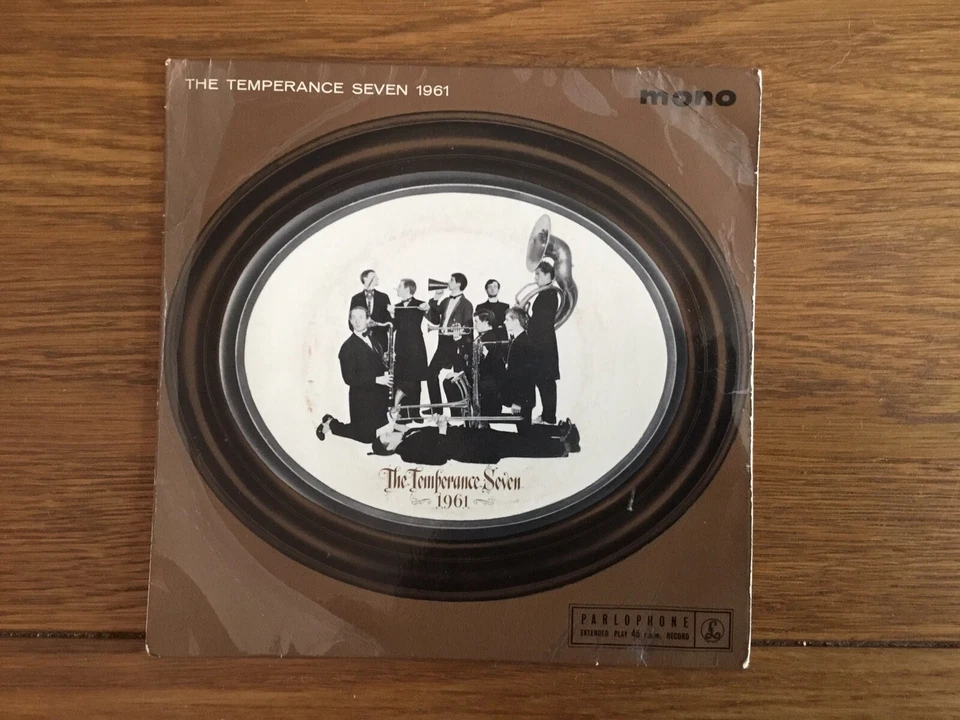 THE TEMPERANCE SEVEN 1961
mono
The Temperance Seven
1961
PARLOPHONE
EXTENDED PLAY 45 r.p.m. RECORD